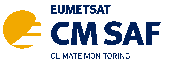 EUMETSAT
CM SAF
CLIMATE MONITORING